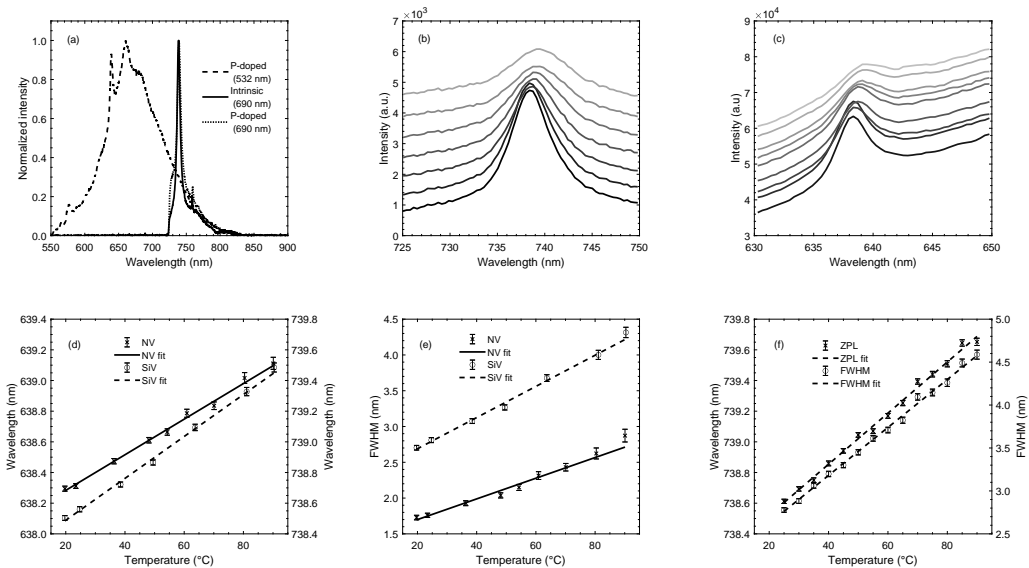 (a)
Normalized intensity
1.0
0.8
0.6
0.4
0.2
0.0
550 600 650 700 750 800 850 900
Wavelength (nm)
P-doped
(532 nm)
Intrinsic
(690 nm)
P-doped
(690 nm)
(b)
×10³
Intensity (a.u.)
7
6
5
4
3
2
1
0
725 730 735 740 745 750
Wavelength (nm)
(c)
×10⁴
Intensity (a.u)
9
8
7
6
5
4
3
630 635 640 645 650
Wavelength (nm)
(d)
Wavelength (nm)
639.4
639.2
639.0
638.8
638.6
638.4
638.2
638.0
20 40 60 80
Temperature (°C)
NV
NV fit
SiV
SiV fit
739.8
739.6
739.4
739.2
739.0
738.8
738.6
738.4
Wavelength (nm)
(e)
FWHM (nm)
4.5
4.0
3.5
3.0
2.5
2.0
1.5
20 40 60 80
Temperature (°C)
NV
NV fit
SiV
SiV fit
(f)
Wavelength (nm)
739.8
739.6
739.4
739.2
739.0
738.8
738.6
738.4
20 40 60 80
Temperature (°C)
ZPL
ZPL fit
FWHM
FWHM fit
5.0
4.5
4.0
3.5
3.0
2.5
FWHM (nm)